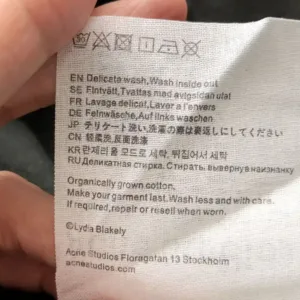 EN Delicate wash,Wash inside out
SE Fintvätt,Tvättas med avigsidan utåt
FR Lavage delicat,Laver a l'envers
DE Feinwäsche,Auf links waschen
JP デリケート洗い,洗濯の際は裏返しにしてください
CN 轻柔洗,反面洗涤
KR 란제리 울 모드로 세탁, 뒤집어서 세탁
RU Деликатная стирка. Стирать, вывернув наизнанку
Organically grown cotton.
Make your garment last. Wash less and with care.
If required,repair or resell when worn.
©Lydia Blakely
Acne Studios Floragatan 13 Stockholm
acnestudios.com